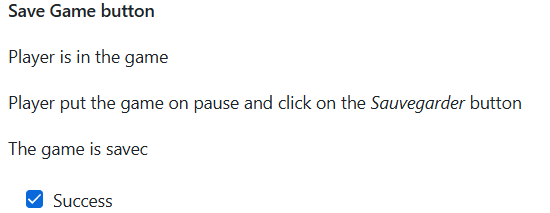 Save Game button
Player is in the game
Player put the game on pause and click on the Sauvegarder button
The game is savec
Success